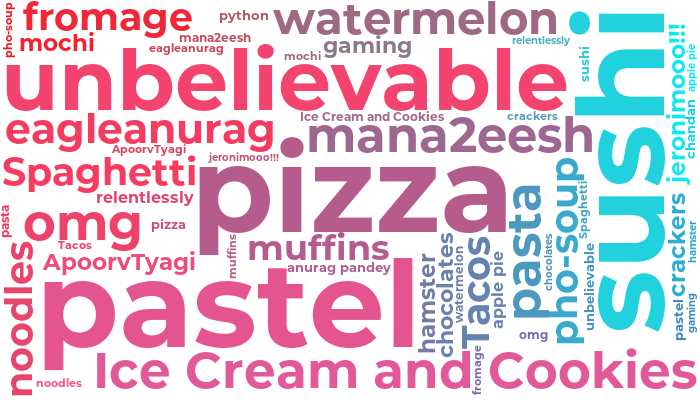 pho-soup
fromage
python
watermelon
mochi
mana2eesh
eagleanurag
gaming
relentlessly
sushi
sushi
jeronimooo!!!
apple pie
chandan
unbelievable
mochi
Ice Cream and Cookies
crackers
eagleanurag
mana2eesh
ApoorvTyagi
jeronimooo!!!
Spaghetti
pizza
relentlessly
pasta
omg
pizza
Tacos
muffins
muffins
ApoorvTyagi
anurag pandey
hamster
chocolates
watermelon
Tacos
apple pie
pasta
chocolates
pho-soup
Spaghetti
unbelievable
crackers
hamster
pastel
gaming
noodles
pastel
omg
fromage
noodles
Ice Cream and Cookies